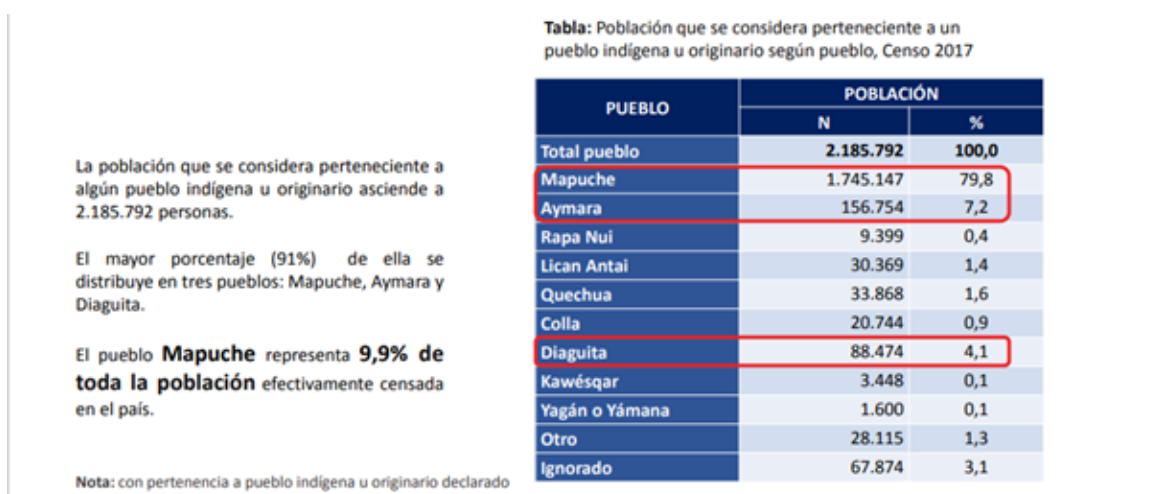 Tabla: Población que se considera perteneciente a un
pueblo indígena u originario según pueblo, Censo 2017
La población que se considera perteneciente a
algún pueblo indígena u originario asciende a
2.185.792 personas.
El mayor porcentaje (91%) de ella se
distribuye en tres pueblos: Mapuche, Aymara y
Diaguita.
El pueblo Mapuche representa 9,9% de
toda la población efectivamente censada
en el país.
Nota: con pertenencia a pueblo indígena u originario declarado
PUEBLO POBLACIÓN
N %
Total pueblo 2.185.792 100,0
Mapuche 1.745.147 79,8
Aymara 156.754 7,2
Rapa Nui 9.399 0,4
Lican Antai 30.369 1,4
Quechua 33.868 1,6
Colla 20.744 0,9
Diaguita 88.474 4,1
Kawésqar 3.448 0,1
Yagán o Yámana 1.600 0,1
Otro 28.115 1,3
Ignorado 67.874 3,1